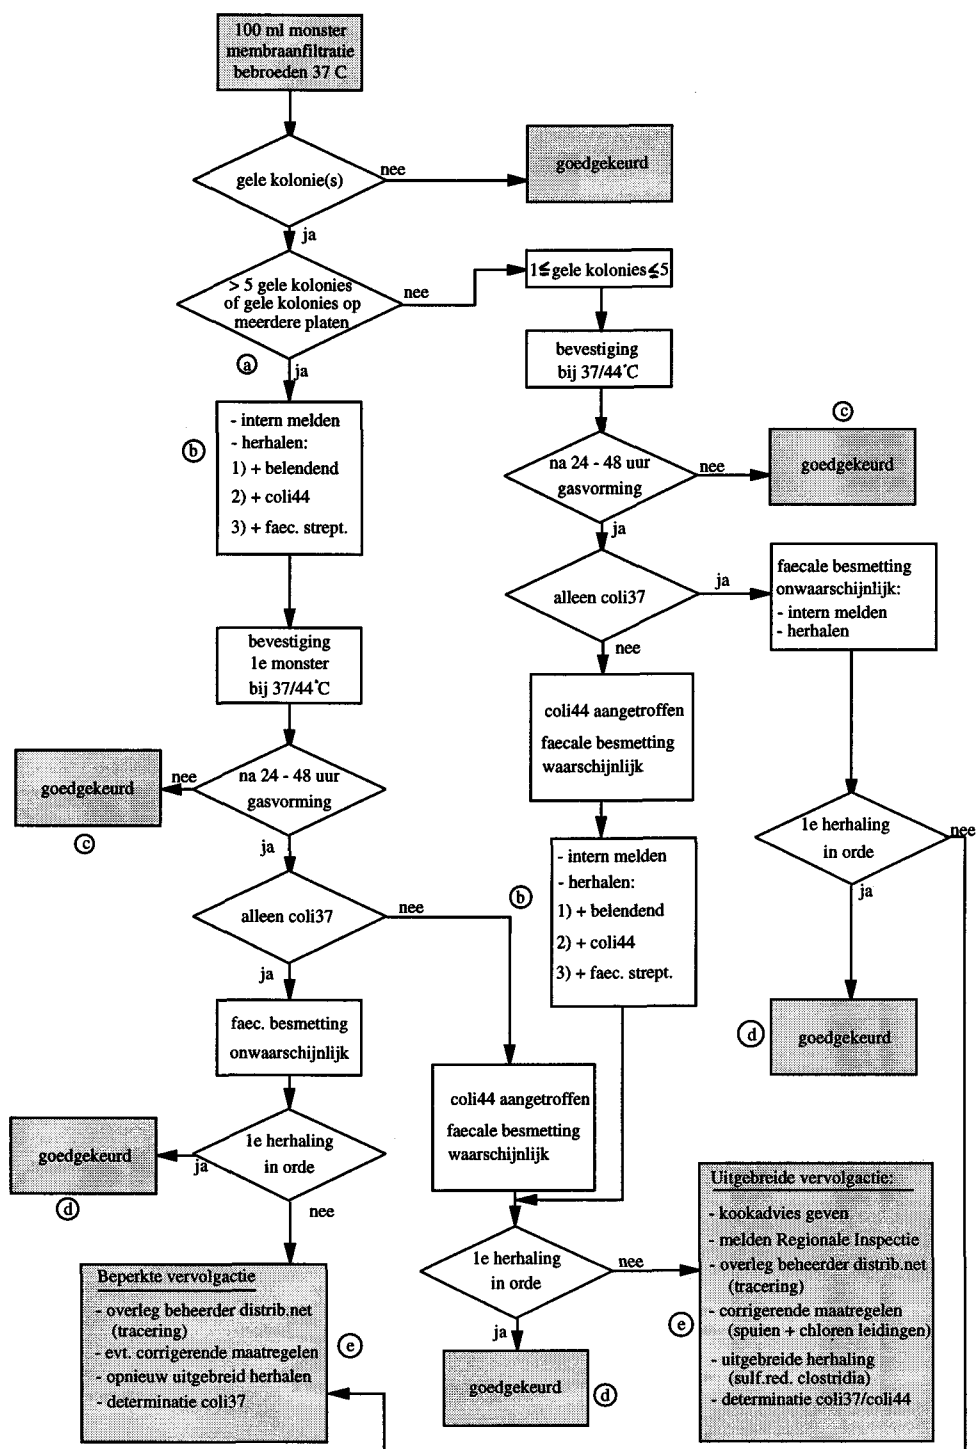 100 ml monster
membraanfiltratie
bebroeden 37 C
gele kolonie(s)
nee
goedgekeurd
ja
> 5 gele kolonies
of gele kolonies op
meerdere platen
nee
1≦gele kolonies≦5
a
ja
bevestiging
bij 37/44°C
b
- intern melden
- herhalen:
1) + belendend
2) + coli44
3) + faec. strept.
na 24 - 48 uur
gasvorming
nee
c
goedgekeurd
ja
alleen coli37
ja
faecale besmetting
onwaarschijnlijk:
- intern melden
- herhalen
nee
bevestiging
1e monster
bij 37/44°C
coli44 aangetroffen
faecale besmetting
waarschijnlijk
na 24 - 48 uur
gasvorming
nee
goedgekeurd
c
ja
1e herhaling
in orde
nee
ja
- intern melden
- herhalen:
1) + belendend
2) + coli44
3) + faec. strept.
b
alleen coli37
nee
ja
faec. besmetting
onwaarschijnlijk
d
goedgekeurd
coli44 aangetroffen
faecale besmetting
waarschijnlijk
1e herhaling
in orde
ja
goedgekeurd
d
nee
1e herhaling
in orde
nee
ja
goedgekeurd
d
Beperkte vervolgactie
- overleg beheerder distrib.net
(tracering)
- evt. corrigerende maatregelen
- opnieuw uitgebreid herhalen
- determinatie coli37
e
Uitgebreide vervolgactie:
- kookadvies geven
- melden Regionale Inspectie
- overleg beheerder distrib.net
(tracering)
- corrigerende maatregelen
(spuien + chloren leidingen)
- uitgebreide herhaling
(sulf.red. clostridia)
- determinatie coli37/coli44
e